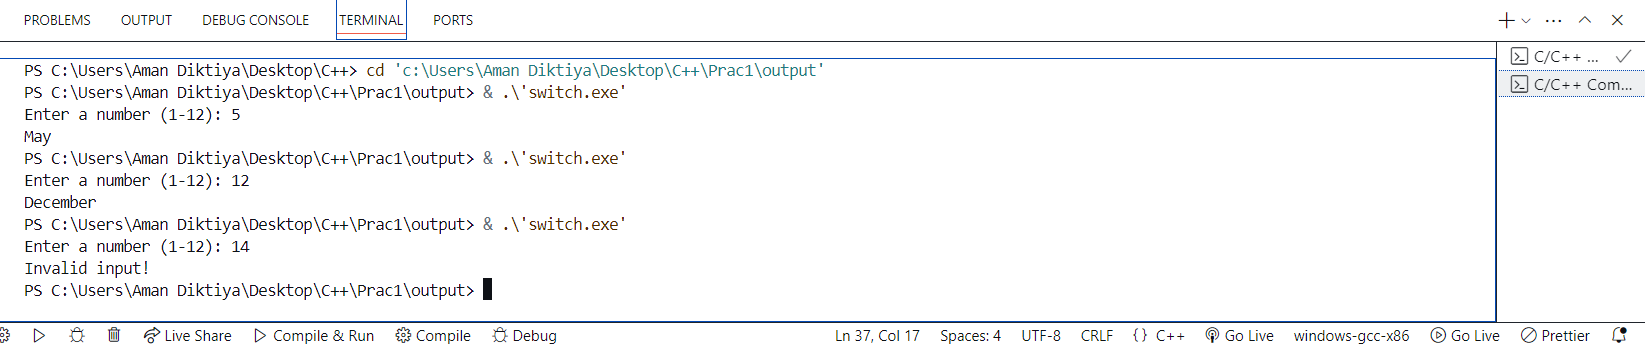 PROBLEMS OUTPUT DEBUG CONSOLE TERMINAL PORTS
PS C:\Users\Aman Diktiya\Desktop\C++> cd 'c:\Users\Aman Diktiya\Desktop\C++\Prac1\output'
PS C:\Users\Aman Diktiya\Desktop\C++\Prac1\output> & .\'switch.exe'
Enter a number (1-12): 5
May
PS C:\Users\Aman Diktiya\Desktop\C++\Prac1\output> & .\'switch.exe'
Enter a number (1-12): 12
December
PS C:\Users\Aman Diktiya\Desktop\C++\Prac1\output> & .\'switch.exe'
Enter a number (1-12): 14
Invalid input!
PS C:\Users\Aman Diktiya\Desktop\C++\Prac1\output>
C/C++ ...
C/C++ Com...
Live Share Compile & Run Compile Debug Ln 37, Col 17 Spaces: 4 UTF-8 CRLF {} C++ Go Live windows-gcc-x86 Go Live Prettier